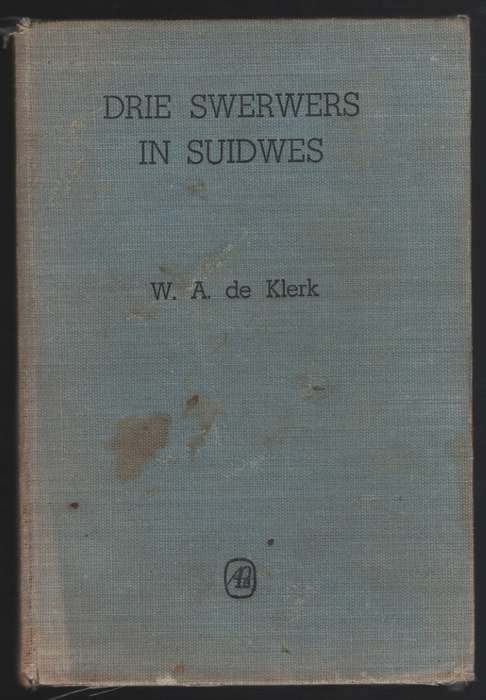 DRIE SWERWERS
IN SUIDWES
W. A. de Klerk